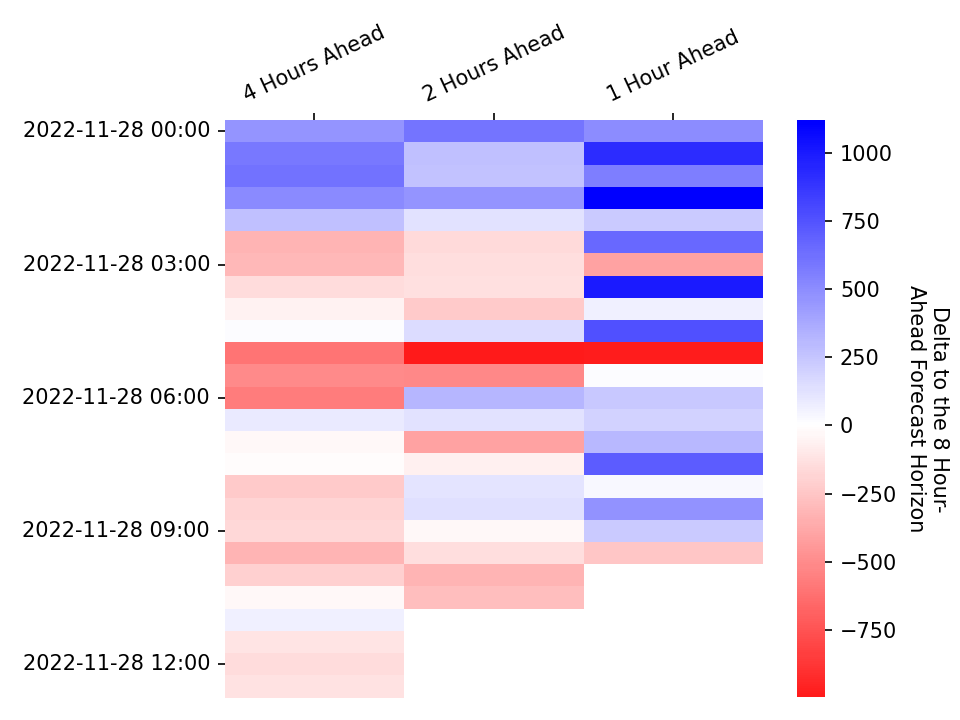 4 Hours Ahead
2 Hours Ahead
1 Hour Ahead
2022-11-28 00:00
2022-11-28 03:00
2022-11-28 06:00
2022-11-28 09:00
2022-11-28 12:00
1000
750
500
250
0
−250
−500
−750
Delta to the 8 Hour-
Ahead Forecast Horizon